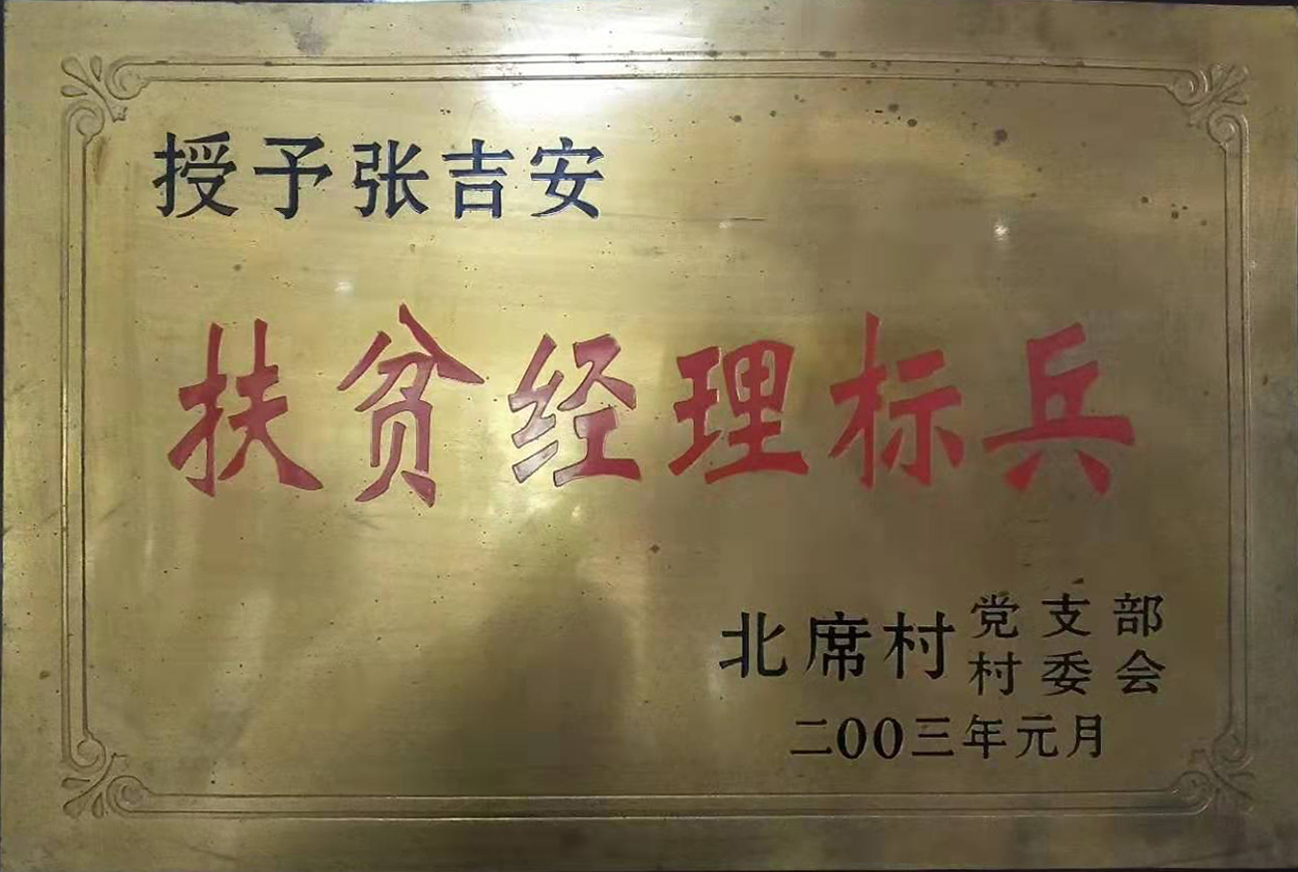 授予张吉安
扶贫经理标兵
北席村 党支部
村委会
二00三年元月